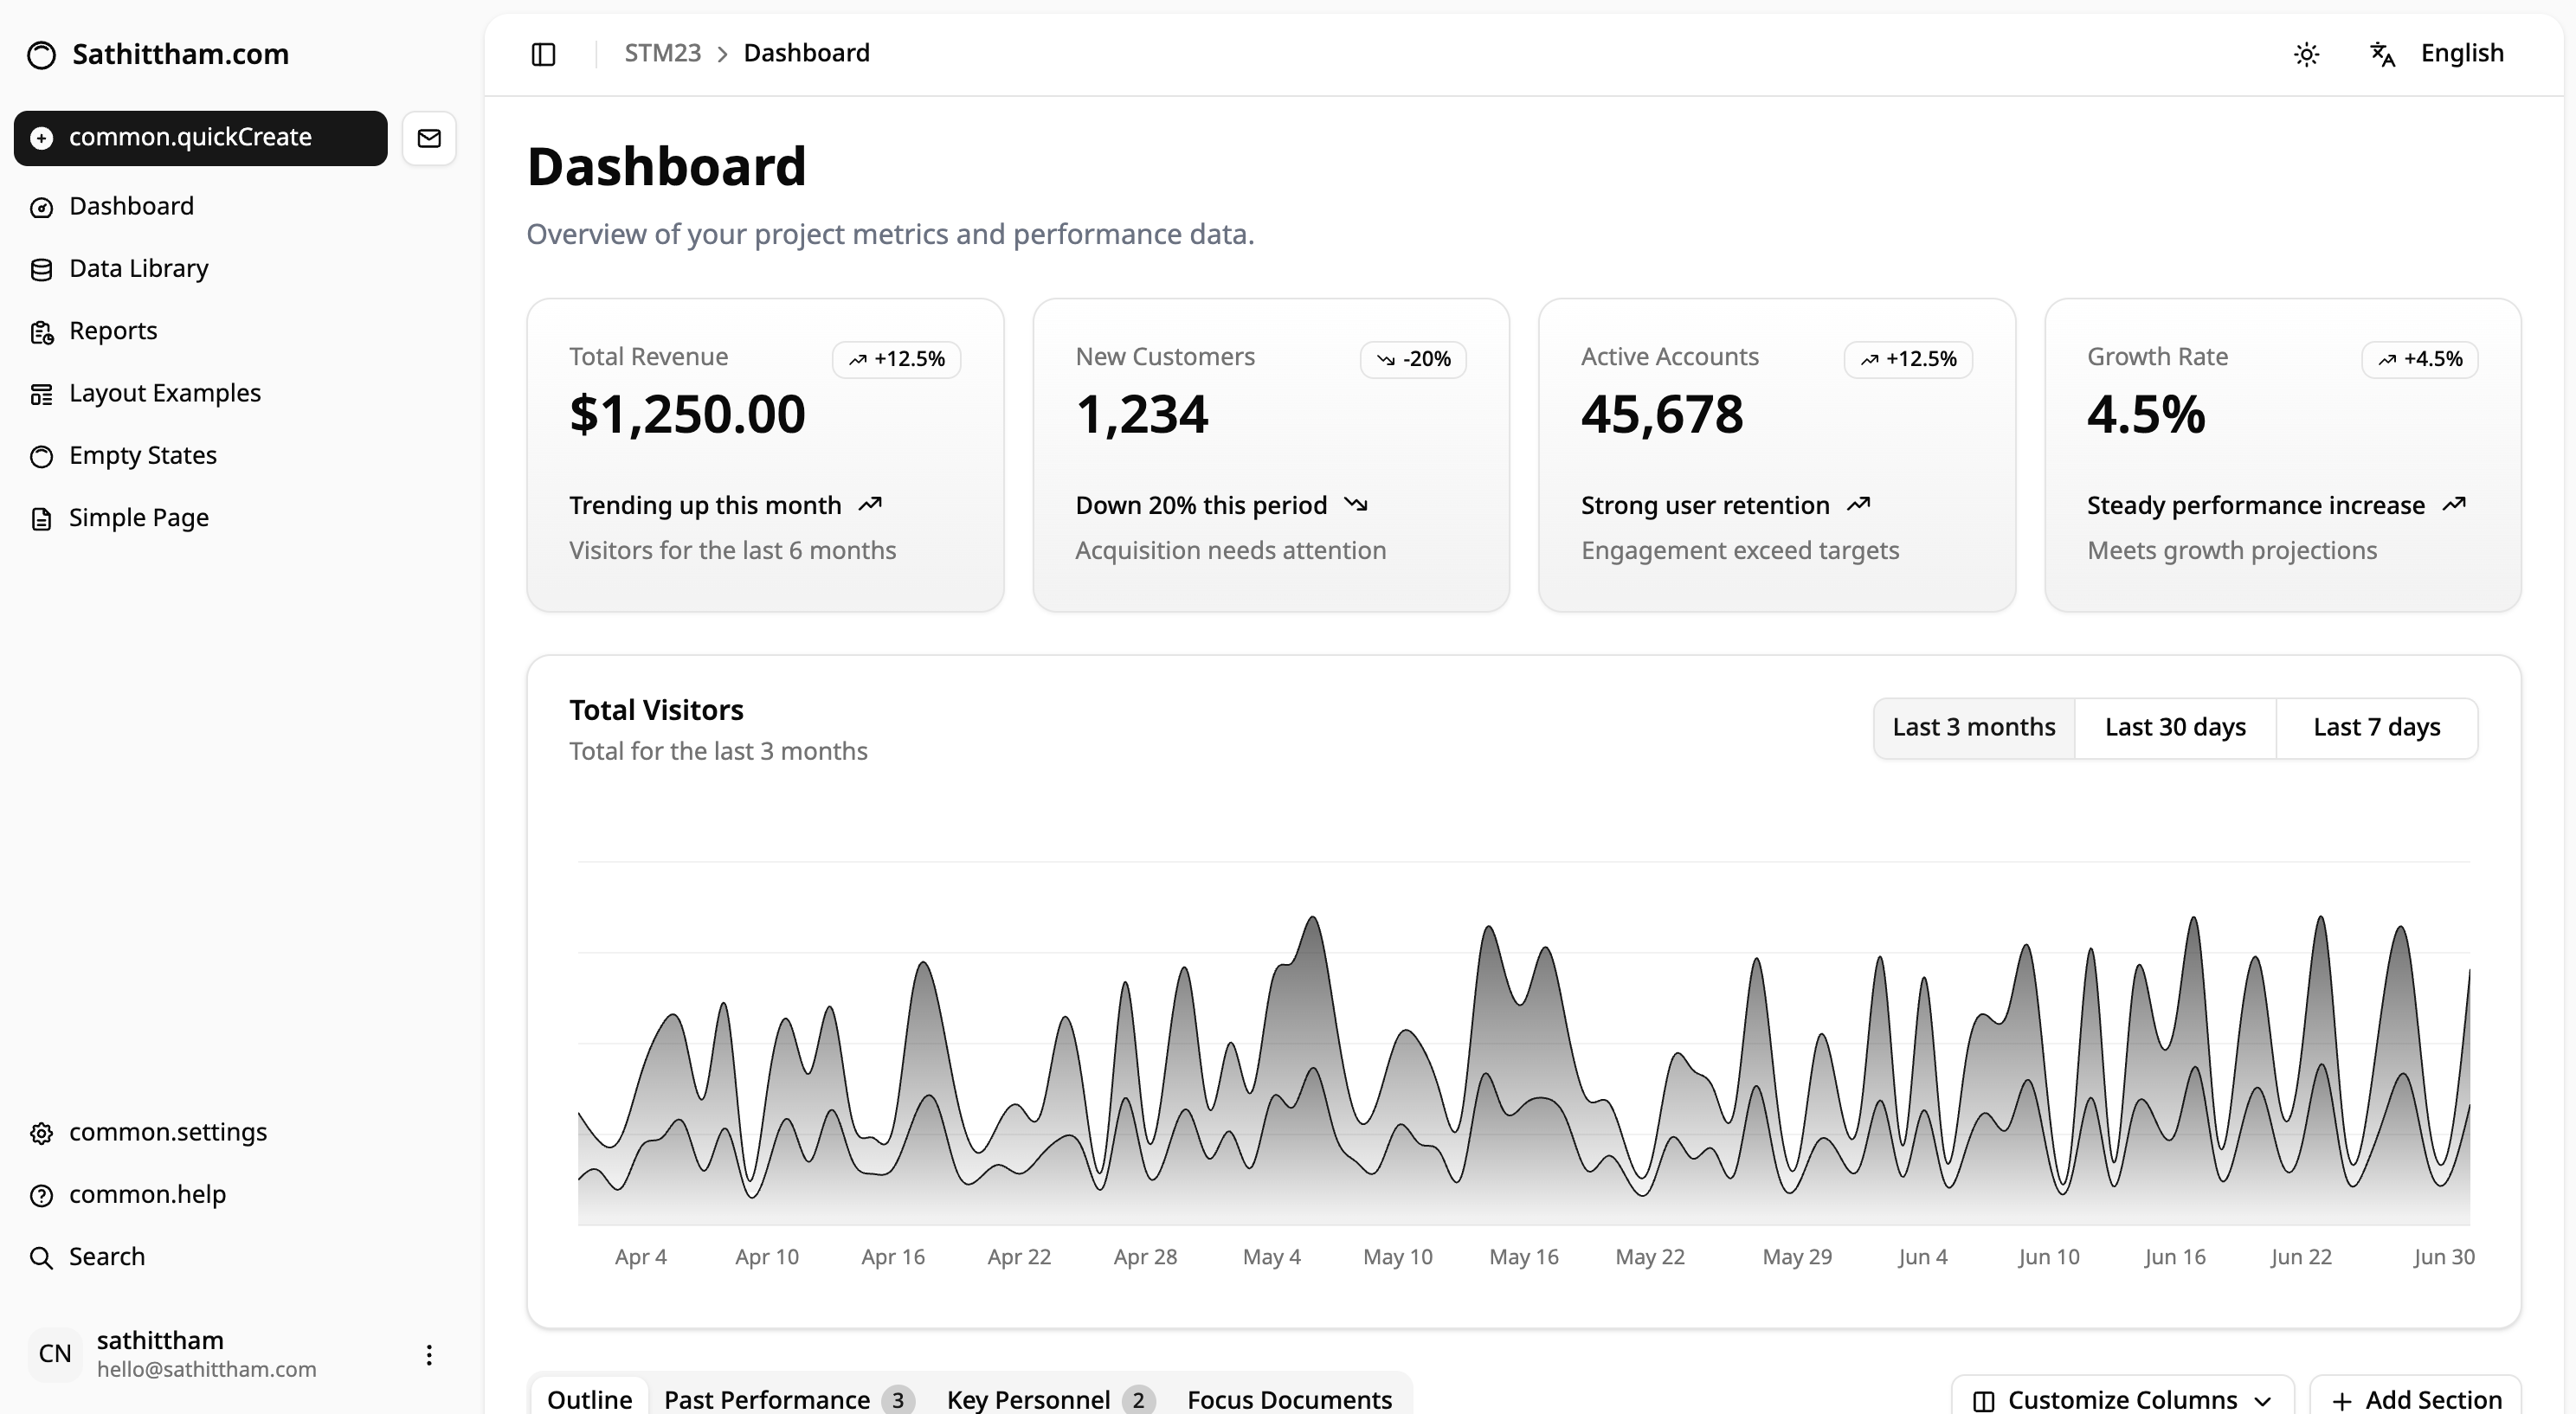 Sathittham.com
common.quickCreate
Dashboard
Data Library
Reports
Layout Examples
Empty States
Simple Page
common.settings
common.help
Search
CN
sathittham
hello@sathittham.com
STM23 Dashboard
English
Dashboard
Overview of your project metrics and performance data.
Total Revenue +12.5%
$1,250.00
Trending up this month
Visitors for the last 6 months
New Customers -20%
1,234
Down 20% this period
Acquisition needs attention
Active Accounts +12.5%
45,678
Strong user retention
Engagement exceed targets
Growth Rate +4.5%
4.5%
Steady performance increase
Meets growth projections
Total Visitors
Total for the last 3 months
Last 3 months Last 30 days Last 7 days
Apr 4 Apr 10 Apr 16 Apr 22 Apr 28 May 4 May 10 May 16 May 22 May 29 Jun 4 Jun 10 Jun 16 Jun 22 Jun 30
Outline Past Performance 3 Key Personnel 2 Focus Documents Customize Columns Add Section